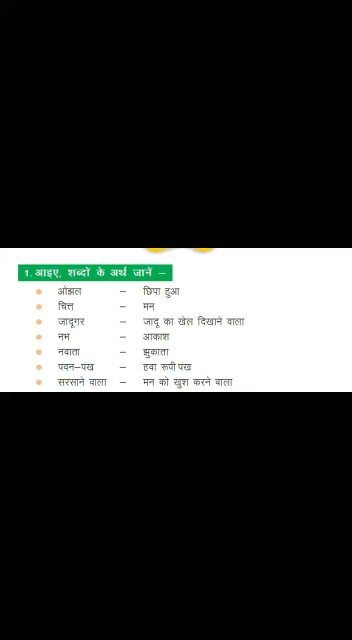 1. आइए, शब्दों के अर्थ जानें –
ओझल – छिपा हुआ
चित्त – मन
जादूगर – जादू का खेल दिखाने वाला
नभ – आकाश
नवाता – झुकाता
पवन–पंख – हवा रूपी पंख
सरसाने वाला – मन को खुश करने वाला